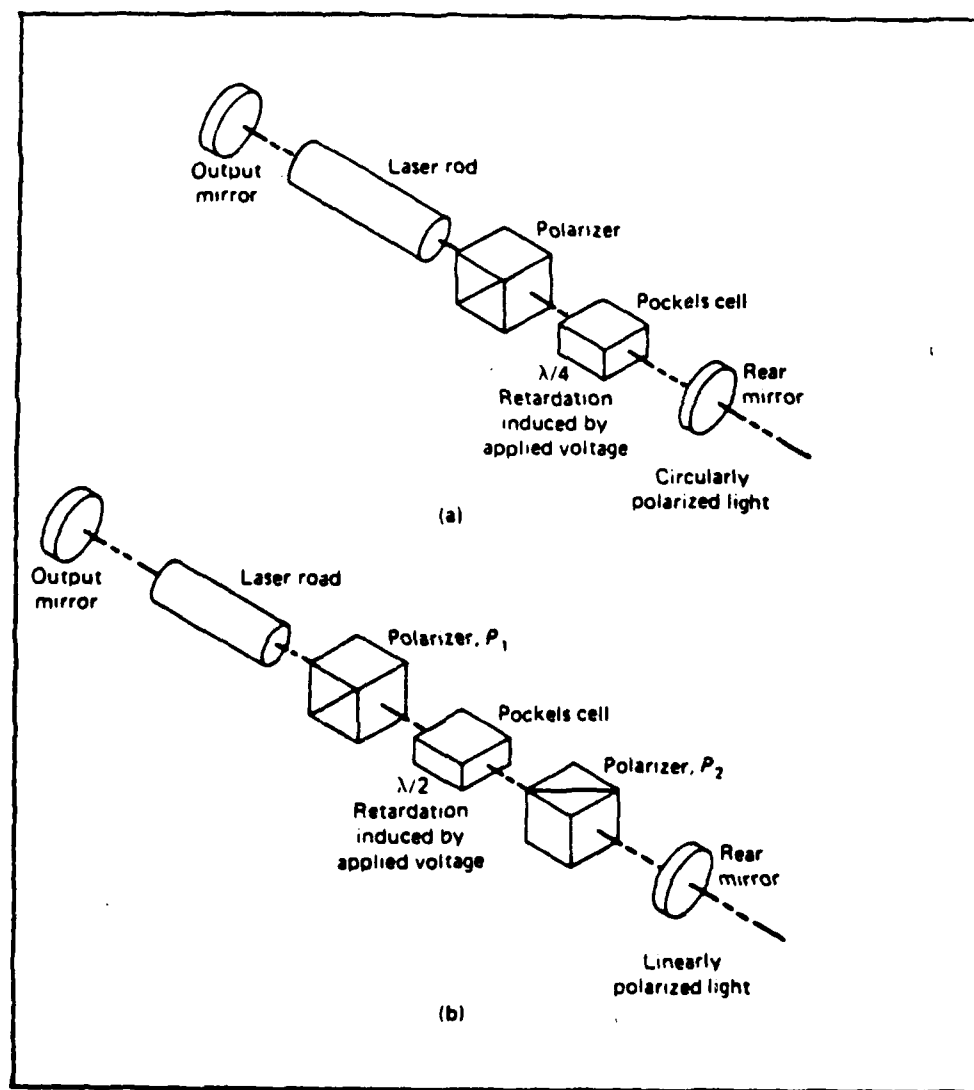 Output
mirror
Laser rod
Polarizer
Pockels cell
λ/4
Retardation
induced by
applied voltage
Rear
mirror
Circularly
polarized light
(a)
Output
mirror
Laser road
Polarizer, P1
Pockels cell
λ/2
Retardation
induced by
applied voltage
Polarizer, P2
Rear
mirror
Linearly
polarized light
(b)